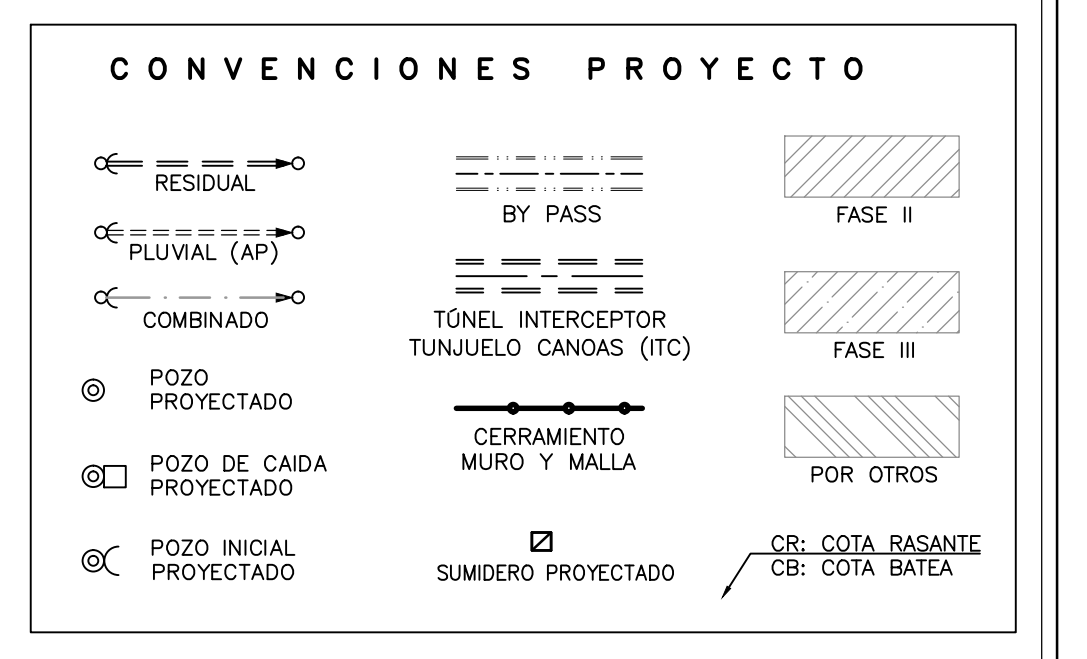 CONVENCIONES PROYECTO
RESIDUAL
PLUVIAL (AP)
COMBINADO
POZO
PROYECTADO
POZO DE CAIDA
PROYECTADO
POZO INICIAL
PROYECTADO
BY PASS
TÚNEL INTERCEPTOR
TUNJUELO CANOAS (ITC)
CERRAMIENTO
MURO Y MALLA
SUMIDERO PROYECTADO
FASE II
FASE III
POR OTROS
CR: COTA RASANTE
CB: COTA BATEA